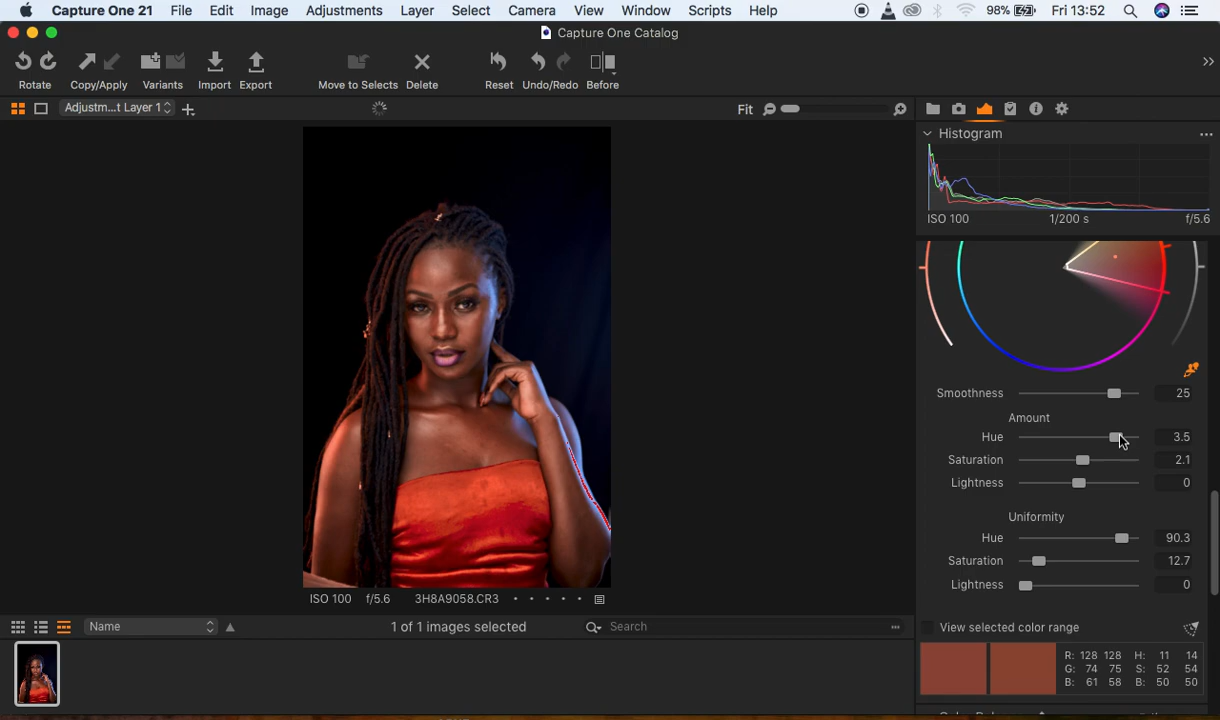 Capture One 21 File Edit Image Adjustments Layer Select Camera View Window Scripts Help 98% Fri 13:52
Capture One Catalog
Rotate Copy/Apply Variants Import Export Move to Selects Delete Reset Undo/Redo Before
Adjustm...t Layer 1 Fit
Histogram
ISO 100 1/200 s f/5.6
Smoothness 25
Amount
Hue 3.5
Saturation 2.1
Lightness 0
Uniformity
Hue 90.3
Saturation 12.7
Lightness 0
ISO 100 f/5.6 3H8A9058.CR3
Name 1 of 1 images selected Search
View selected color range
R: 128 128 H: 11 14
G: 74 75 S: 52 54
B: 61 58 B: 50 50